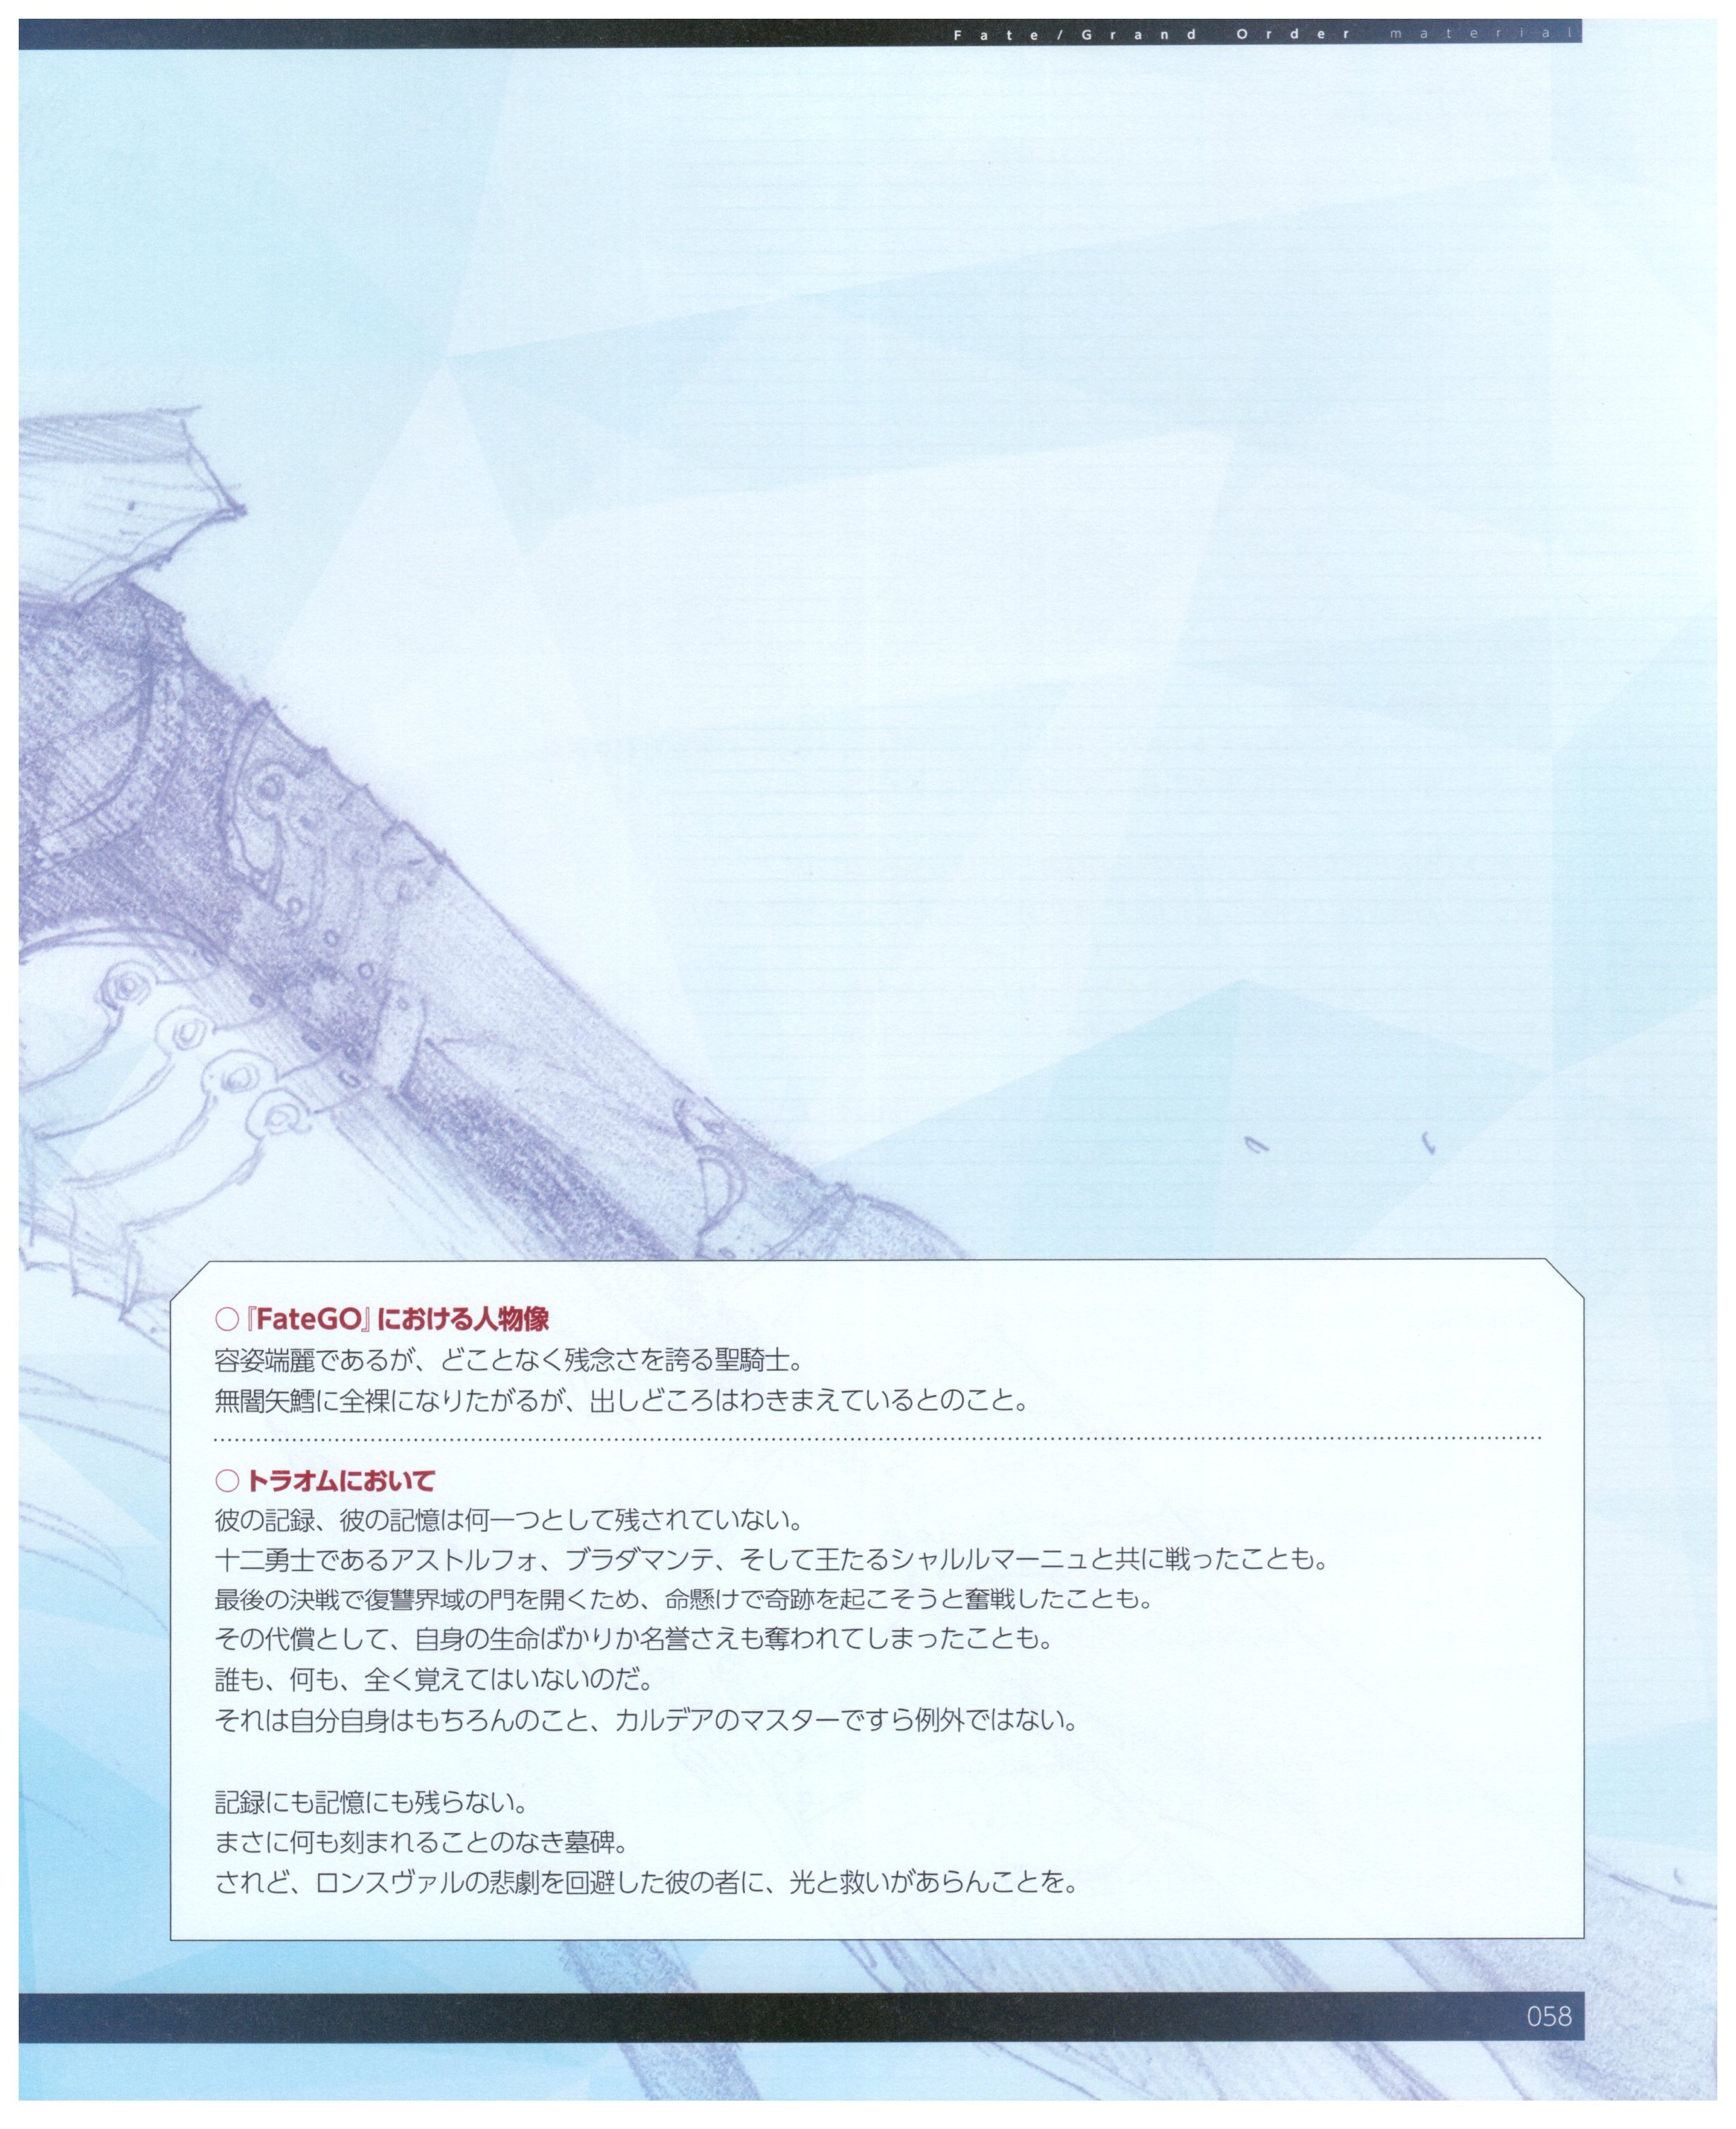 Fate/Grand Order material
○『FateGO』における人物像
容姿端麗であるが、どことなく残念さを誇る聖騎士。
無闇矢鱈に全裸になりたがるが、出しどころはわきまえているとのこと。
○トラオムにおいて
彼の記録、彼の記憶は何一つとして残されていない。
十二勇士であるアストルフォ、ブラダマンテ、そして王たるシャルルマーニュと共に戦ったことも。
最後の決戦で復讐界域の門を開くため、命懸けで奇跡を起こそうと奮戦したことも。
その代償として、自身の生命ばかりか名誉さえも奪われてしまったことも。
誰も、何も、全く覚えてはいないのだ。
それは自分自身はもちろんのこと、カルデアのマスターですら例外ではない。
記録にも記憶にも残らない。
まさに何も刻まれることのなき墓碑。
されど、ロンスヴァルの悲劇を回避した彼の者に、光と救いがあらんことを。
058